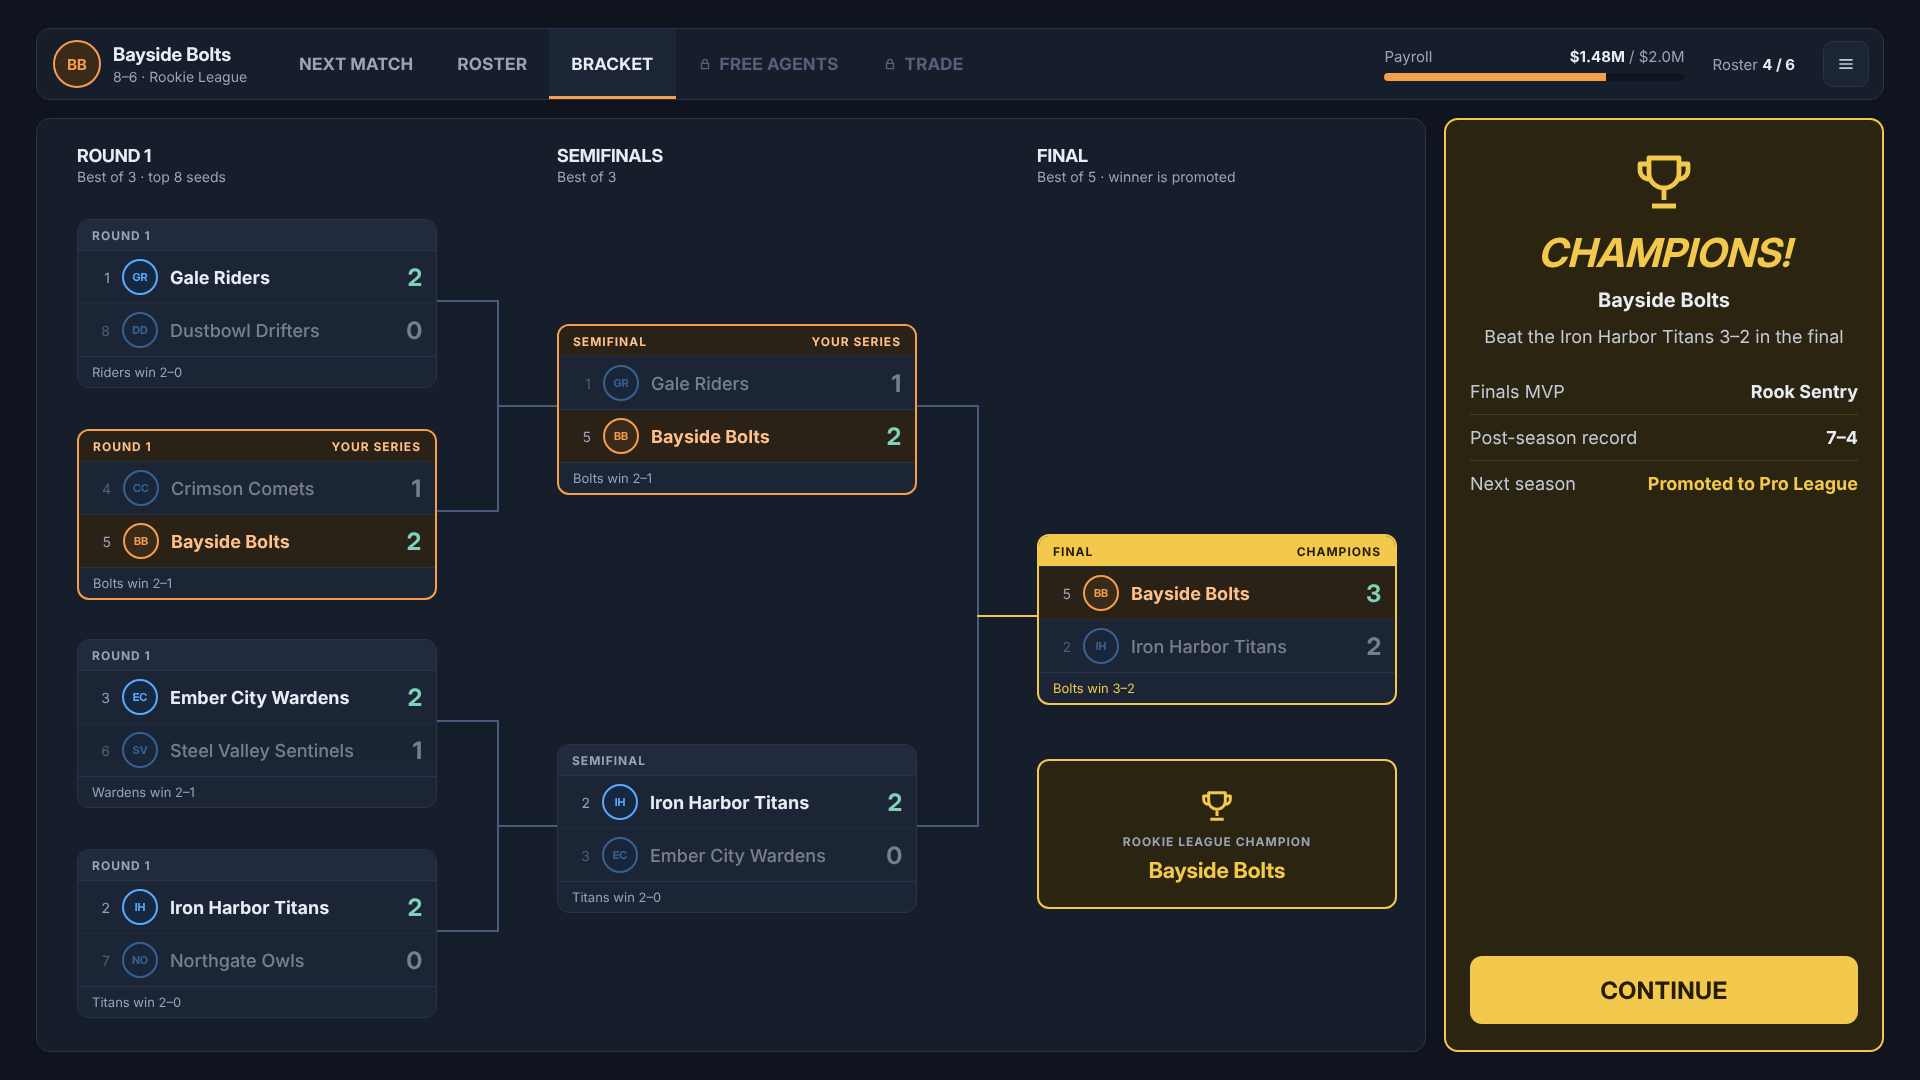 BB
Bayside Bolts
8–6 · Rookie League
NEXT MATCH
ROSTER
BRACKET
FREE AGENTS
TRADE
Payroll
$1.48M / $2.0M
Roster 4 / 6
ROUND 1
Best of 3 · top 8 seeds
SEMIFINALS
Best of 3
FINAL
Best of 5 · winner is promoted
ROUND 1
1 GR Gale Riders 2
8 DD Dustbowl Drifters 0
Riders win 2–0
ROUND 1 YOUR SERIES
4 CC Crimson Comets 1
5 BB Bayside Bolts 2
Bolts win 2–1
ROUND 1
3 EC Ember City Wardens 2
6 SV Steel Valley Sentinels 1
Wardens win 2–1
ROUND 1
2 IH Iron Harbor Titans 2
7 NO Northgate Owls 0
Titans win 2–0
SEMIFINAL YOUR SERIES
1 GR Gale Riders 1
5 BB Bayside Bolts 2
Bolts win 2–1
SEMIFINAL
2 IH Iron Harbor Titans 2
3 EC Ember City Wardens 0
Titans win 2–0
FINAL CHAMPIONS
5 BB Bayside Bolts 3
2 IH Iron Harbor Titans 2
Bolts win 3–2
ROOKIE LEAGUE CHAMPION
Bayside Bolts
CHAMPIONS!
Bayside Bolts
Beat the Iron Harbor Titans 3–2 in the final
Finals MVP Rook Sentry
Post-season record 7–4
Next season Promoted to Pro League
CONTINUE